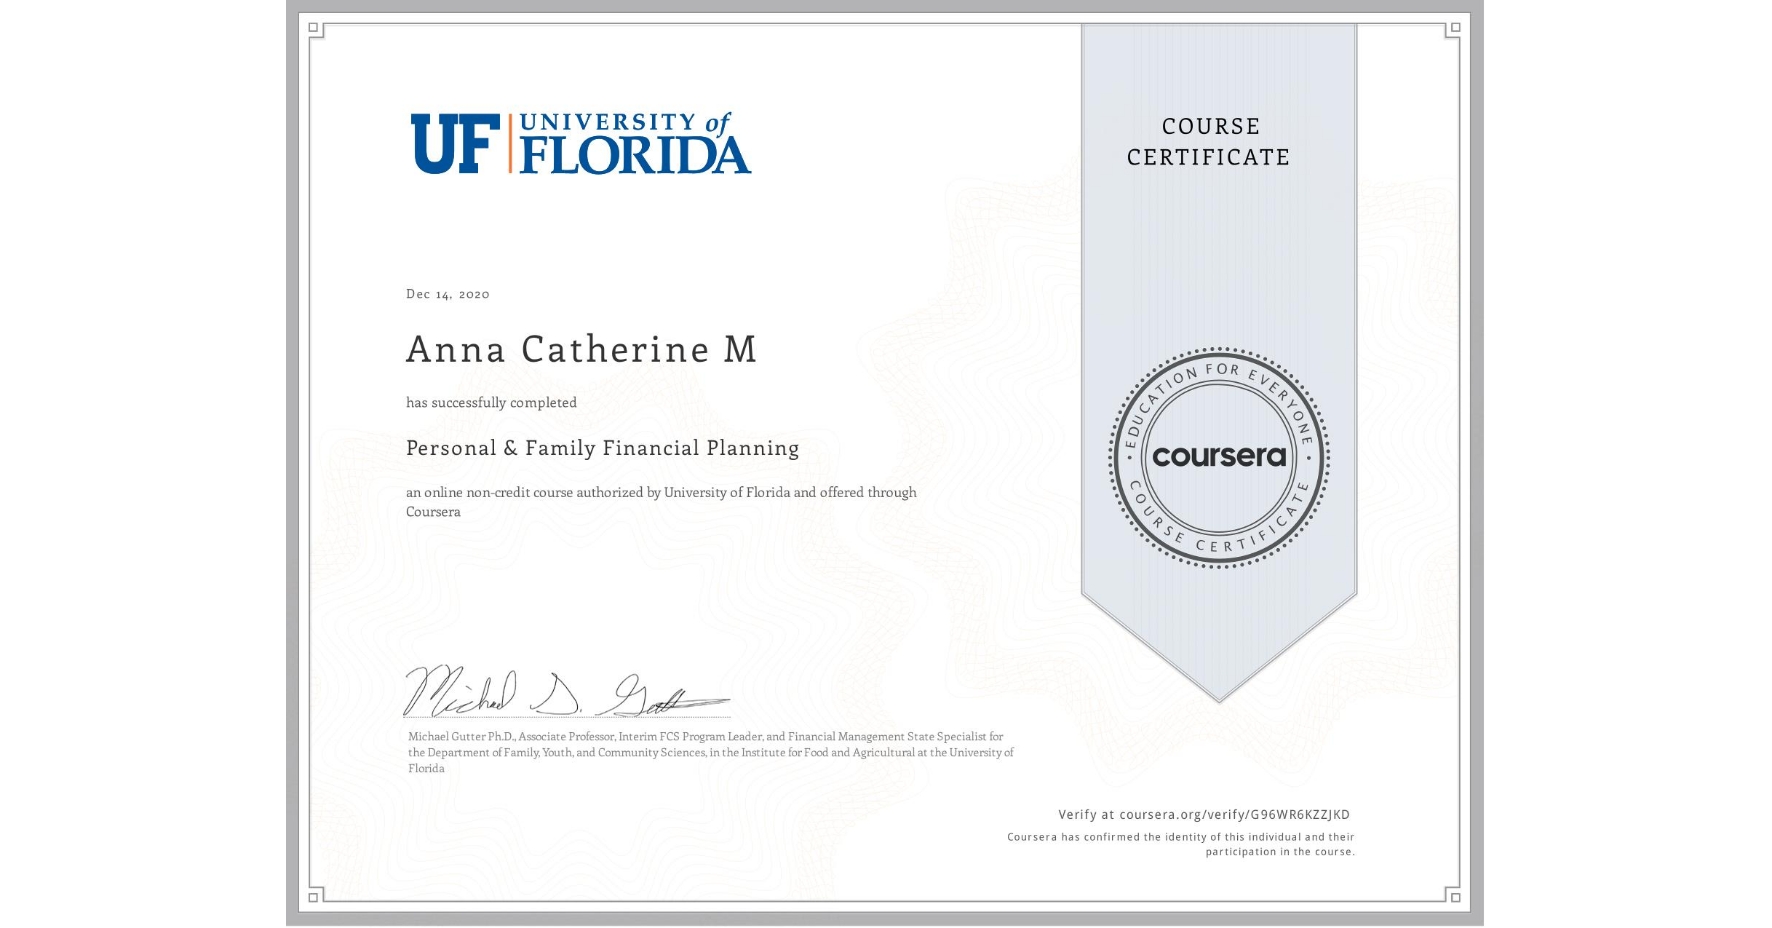 UF UNIVERSITY of
FLORIDA
COURSE
CERTIFICATE
Dec 14, 2020
Anna Catherine M
has successfully completed
Personal & Family Financial Planning
an online non-credit course authorized by University of Florida and offered through
Coursera
EDUCATION FOR EVERYONE
coursera
COURSE CERTIFICATE
Michael S. Gutter
Michael Gutter Ph.D., Associate Professor, Interim FCS Program Leader, and Financial Management State Specialist for
the Department of Family, Youth, and Community Sciences, in the Institute for Food and Agricultural at the University of
Florida
Verify at coursera.org/verify/G96WR6KZZJKD
Coursera has confirmed the identity of this individual and their
participation in the course.